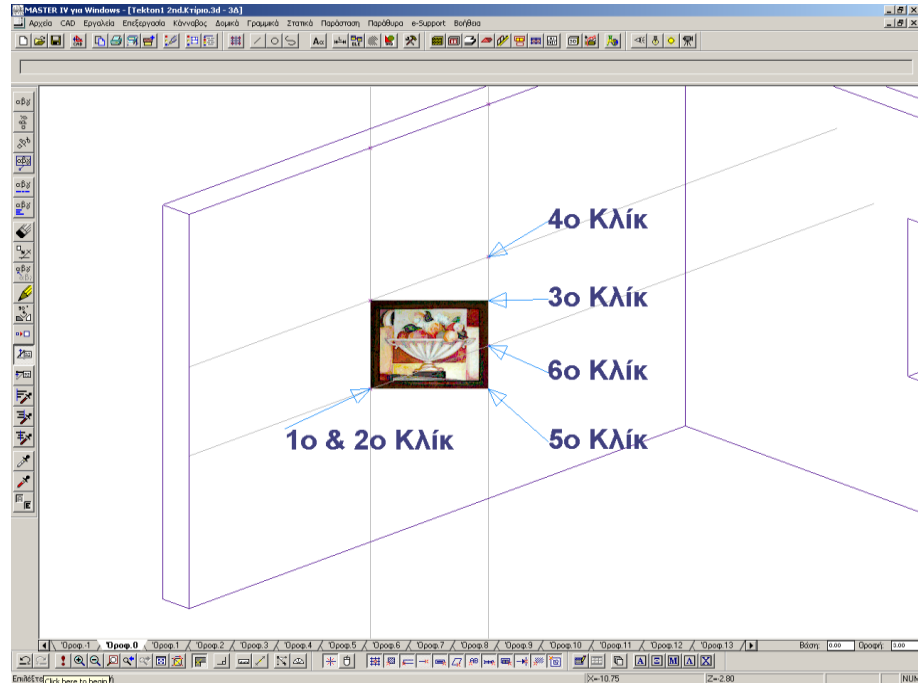 MASTER IV για Windows - [Tekton1 2nd.Κτίριο.3d - 3Δ]
Αρχεία CAD Εργαλεία Επεξεργασία Κάνναβος Δομικά Γραμμικά Στατικά Παράσταση Παράθυρα e-Support Βοήθεια
4ο Κλίκ
3ο Κλίκ
6ο Κλίκ
1ο & 2ο Κλίκ
5ο Κλίκ
Όροφ.-1 Όροφ.0 Όροφ.1 Όροφ.2 Όροφ.3 Όροφ.4 Όροφ.5 Όροφ.6 Όροφ.7 Όροφ.8 Όροφ.9 Όροφ.10 Όροφ.11 Όροφ.12 Όροφ.13 Βάση: 0.00 Οροφή: 3.00
Click here to begin X=-10.75 Z=-2.80 NUM